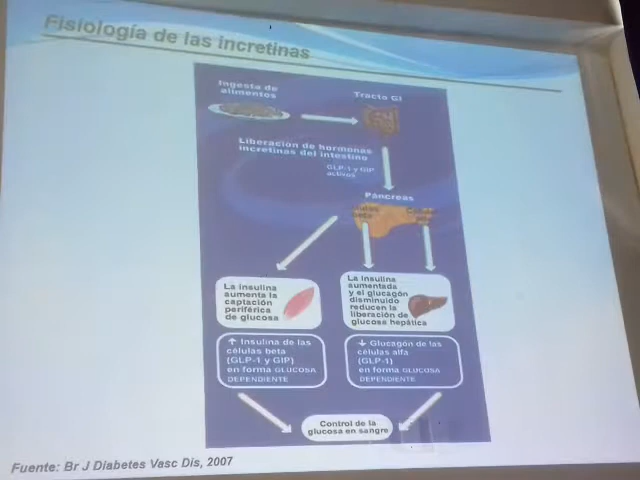 Fisiología de las incretinas
Ingesta de
alimentos
Tracto GI
Liberación de hormonas
incretinas del intestino
GLP-1 y GIP
activos
Páncreas
beta
La insulina
aumenta la
captación
periférica
de glucosa
La insulina
aumentada
y el glucagón
disminuido
reducen la
liberación de
glucosa hepática
↑ Insulina de las
células beta
(GLP-1 y GIP)
en forma GLUCOSA
DEPENDIENTE
↓ Glucagón de las
células alfa
(GLP-1)
en forma GLUCOSA
DEPENDIENTE
Control de la
glucosa en sangre
Fuente: Br J Diabetes Vasc Dis, 2007